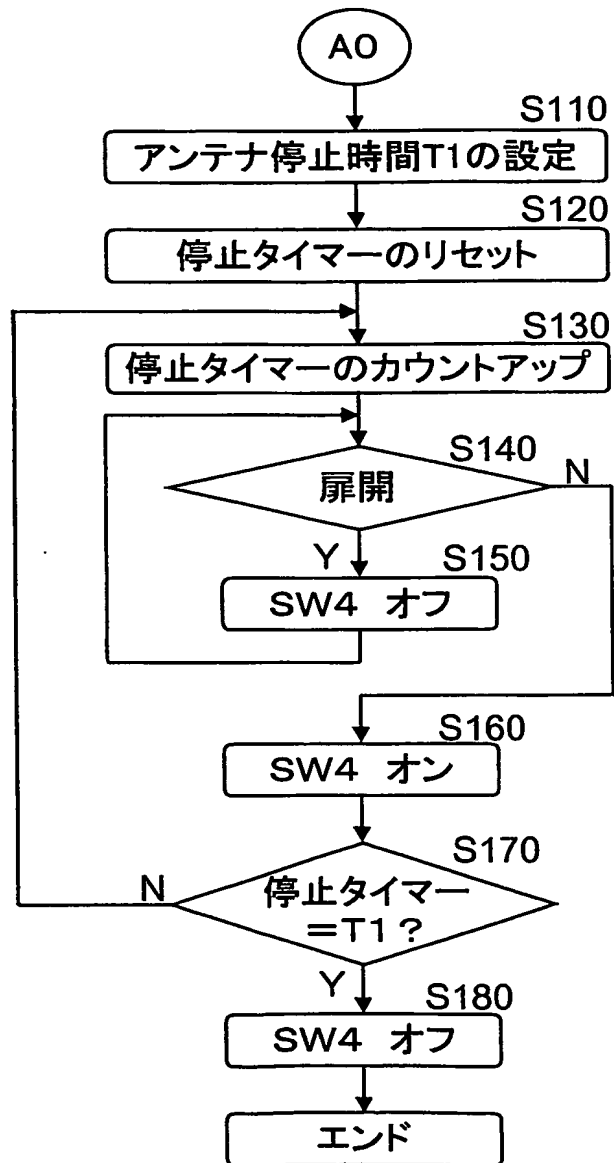 A0
S110
アンテナ停止時間T1の設定
S120
停止タイマーのリセット
S130
停止タイマーのカウントアップ
S140
扉開
N
Y
S150
SW4 オフ
S160
SW4 オン
S170
停止タイマー
=T1?
N
Y
S180
SW4 オフ
エンド